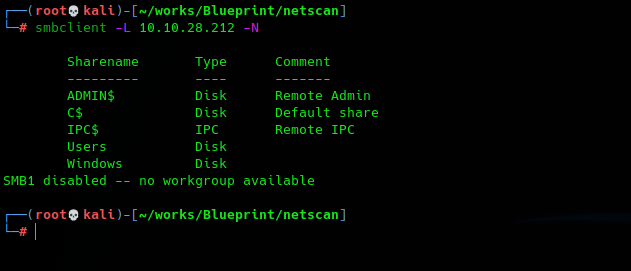 ┌──(root💀kali)-[~/works/Blueprint/netscan]
└─# smbclient -L 10.10.28.212 -N
Sharename Type Comment
--------- ---- -------
ADMIN$ Disk Remote Admin
C$ Disk Default share
IPC$ IPC Remote IPC
Users Disk
Windows Disk
SMB1 disabled -- no workgroup available
┌──(root💀kali)-[~/works/Blueprint/netscan]
└─#